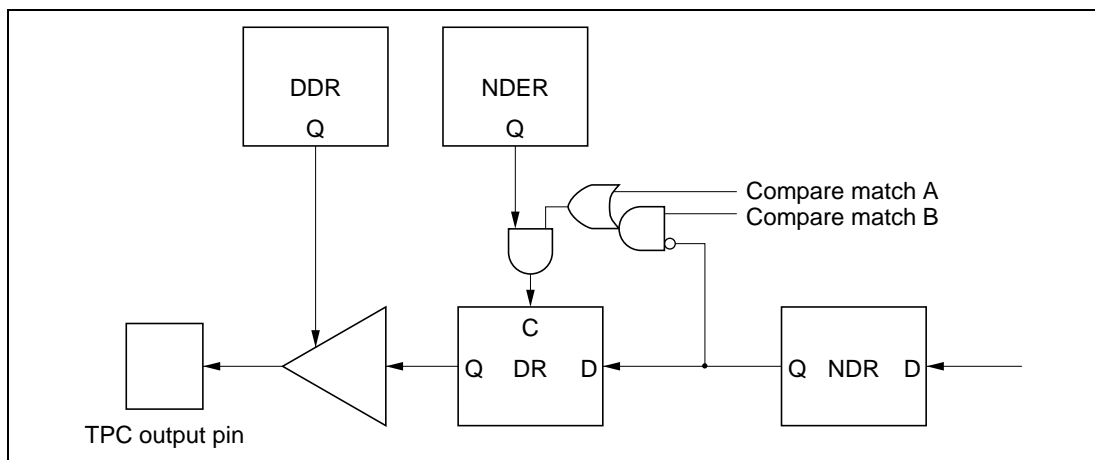 DDR
Q
NDER
Q
Compare match A
Compare match B
C
Q DR D
Q NDR D
TPC output pin